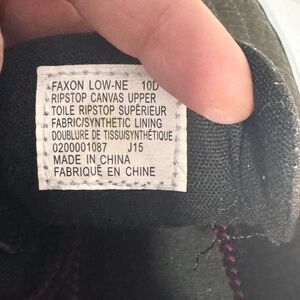 FAXON LOW-NE 10D
RIPSTOP CANVAS UPPER
TOILE RIPSTOP SUPÉRIEUR
FABRIC/SYNTHETIC LINING
DOUBLURE DE TISSU/SYNTHÉTIQUE
0200001087 J15
MADE IN CHINA
FABRIQUÉ EN CHINE